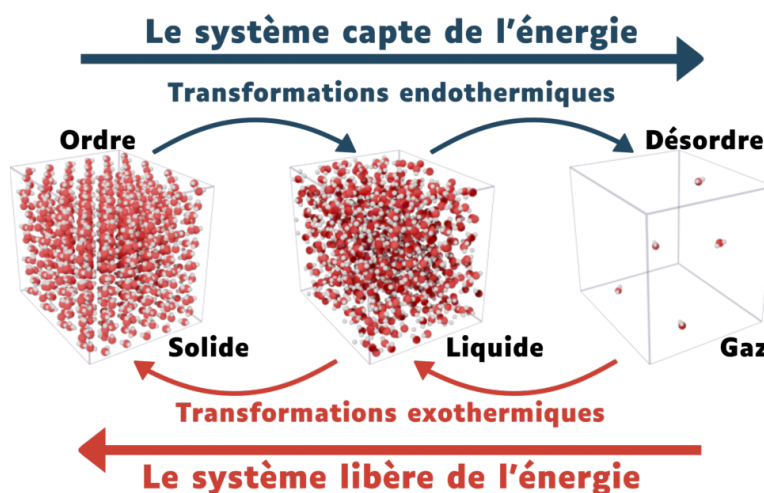 Le système capte de l'énergie
Transformations endothermiques
Ordre
Désordre
Solide
Liquide
Gaz
Transformations exothermiques
Le système libère de l'énergie